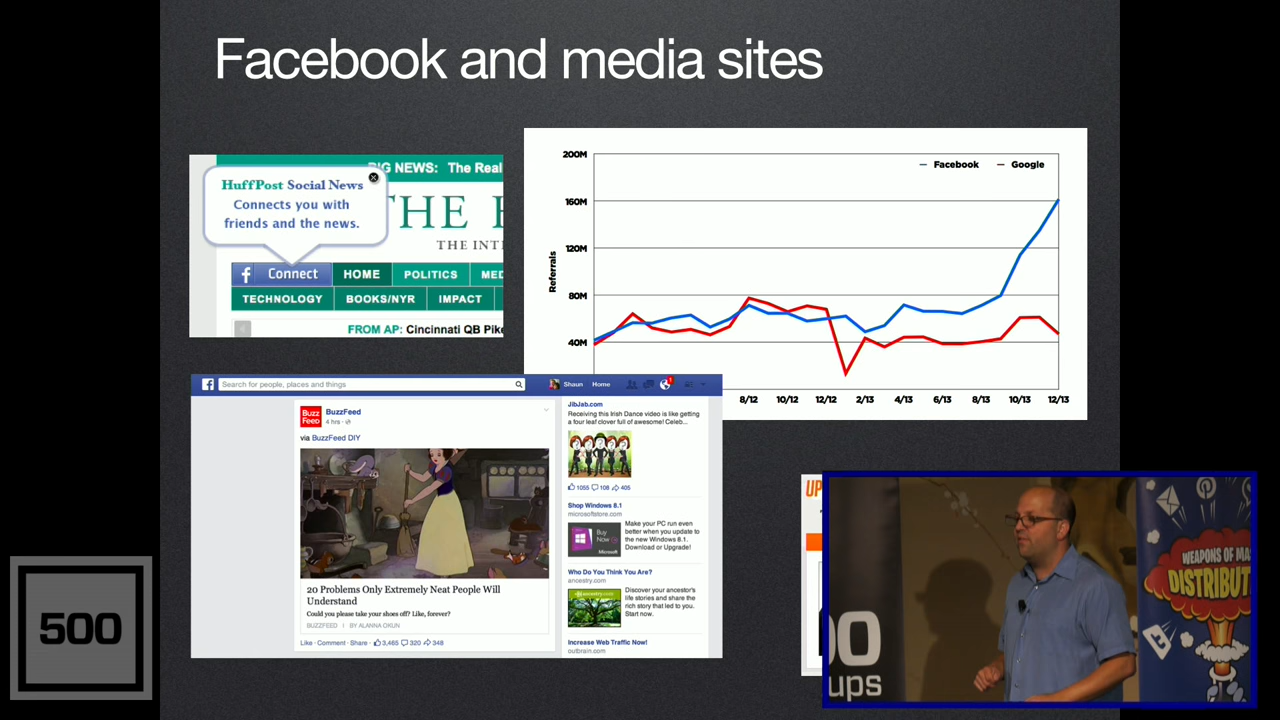 Facebook and media sites
BIG NEWS: The Real
HuffPost Social News
Connects you with
friends and the news.
THE
THE INT
f Connect HOME POLITICS MED
TECHNOLOGY BOOKS/NYR IMPACT
FROM AP: Cincinnati QB Pike
200M
160M
120M
80M
40M
Referrals
Facebook Google
8/12 10/12 12/12 2/13 4/13 6/13 8/13 10/13 12/13
f Search for people, places and things Shaun Home 1
BuzzFeed
BuzzFeed
4 hrs
via BuzzFeed DIY
20 Problems Only Extremely Neat People Will
Understand
Could you please take your shoes off? Like, forever?
BUZZFEED | BY ALANNA OKUN
Like · Comment · Share · 3,465 320 348
JibJab.com
Receiving this Irish Dance video is like getting
a four leaf clover full of awesome! Celeb...
1055 108 405
Shop Windows 8.1
microsoftstore.com
Buy
Now
Microsoft
Make your PC run even
better when you update to
the new Windows 8.1.
Download or Upgrade!
Who Do You Think You Are?
ancestry.com
Discover your ancestor's
life stories and share the
rich story that led to you.
Start now.
Increase Web Traffic Now!
outbrain.com
UP
00
ups
WEAPONS OF MA
DISTRIBUT
500